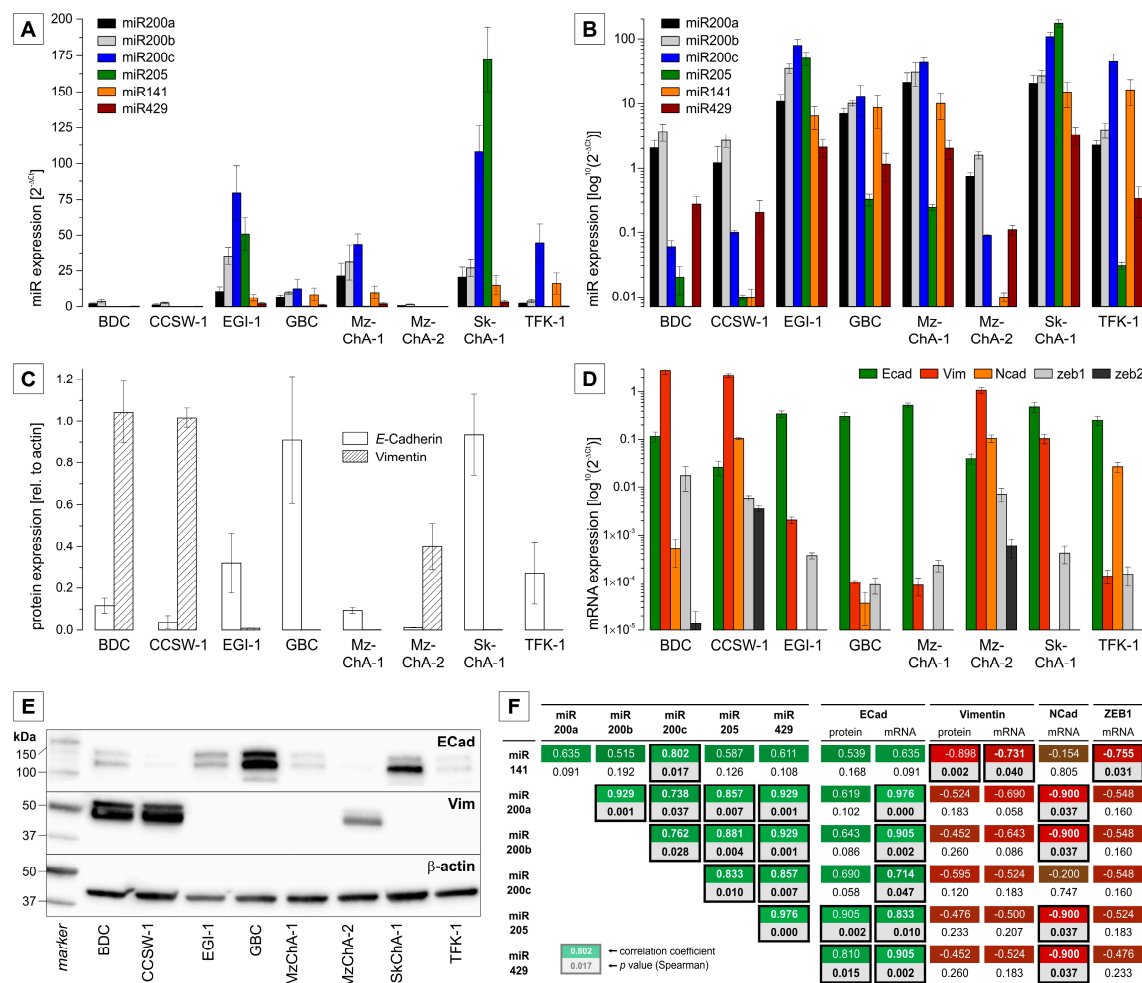 A
200
175
150
125
100
75
50
25
0
miR expression [2^-ΔCt]
miR200a
miR200b
miR200c
miR205
miR141
miR429
BDC CCSW-1 EGI-1 GBC Mz-ChA-1 Mz-ChA-2 Sk-ChA-1 TFK-1
B
100
10
1
0.1
0.01
miR expression [log^10(2^-ΔCt)]
miR200a
miR200b
miR200c
miR205
miR141
miR429
BDC CCSW-1 EGI-1 GBC Mz-ChA-1 Mz-ChA-2 Sk-ChA-1 TFK-1
C
1.2
1.0
0.8
0.6
0.4
0.2
0.0
protein expression [rel. to actin]
E-Cadherin
Vimentin
BDC CCSW-1 EGI-1 GBC Mz-ChA-1 Mz-ChA-2 Sk-ChA-1 TFK-1
D
Ecad Vim Ncad zeb1 zeb2
1
0.1
0.01
1×10^-3
1×10^-4
1×10^-5
mRNA expression [log^10(2^-ΔCt)]
BDC CCSW-1 EGI-1 GBC Mz-ChA-1 Mz-ChA-2 Sk-ChA-1 TFK-1
E
kDa
150
100
ECad
50
37
Vim
50
37
β-actin
marker BDC CCSW-1 EGI-1 GBC MzChA-1 MzChA-2 SkChA-1 TFK-1
F
miR 200a miR 200b miR 200c miR 205 miR 429 ECad Vimentin NCad ZEB1
protein mRNA protein mRNA mRNA mRNA
miR 0.635 0.515 0.802 0.587 0.611 0.539 0.635 -0.898 -0.731 -0.154 -0.755
141 0.091 0.192 0.017 0.126 0.108 0.168 0.091 0.002 0.040 0.805 0.031
miR 0.929 0.738 0.857 0.929 0.619 0.976 -0.524 -0.690 -0.900 -0.548
200a 0.001 0.037 0.007 0.001 0.102 0.000 0.183 0.058 0.037 0.160
miR 0.762 0.881 0.929 0.643 0.905 -0.452 -0.643 -0.900 -0.548
200b 0.028 0.004 0.001 0.086 0.002 0.260 0.086 0.037 0.160
miR 0.833 0.857 0.690 0.714 -0.595 -0.524 -0.200 -0.548
200c 0.010 0.007 0.058 0.047 0.120 0.183 0.747 0.160
miR 0.976 0.905 0.833 -0.476 -0.500 -0.900 -0.524
205 0.000 0.002 0.010 0.233 0.207 0.037 0.183
miR 0.810 0.905 -0.452 -0.524 -0.900 -0.476
429 0.015 0.002 0.260 0.183 0.037 0.233
0.802 ← correlation coefficient
0.017 ← p value (Spearman)